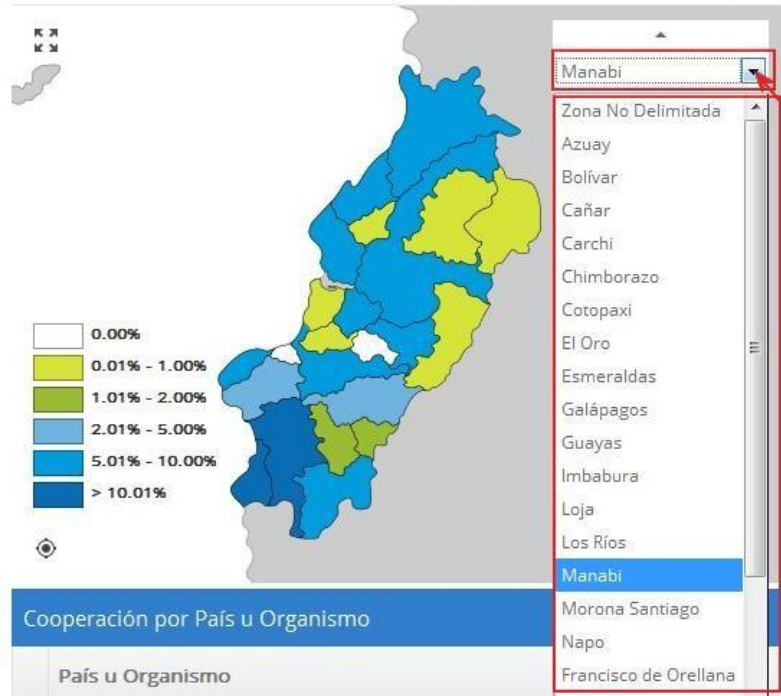 Manabi
Zona No Delimitada
Azuay
Bolívar
Cañar
Carchi
Chimborazo
Cotopaxi
El Oro
Esmeraldas
Galápagos
Guayas
Imbabura
Loja
Los Ríos
Manabi
Morona Santiago
Napo
Francisco de Orellana
0.00%
0.01% - 1.00%
1.01% - 2.00%
2.01% - 5.00%
5.01% - 10.00%
> 10.01%
Cooperación por País u Organismo
País u Organismo